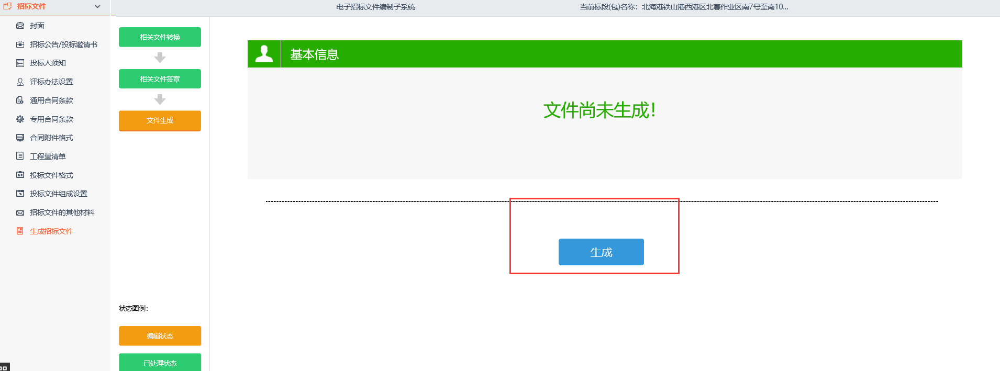 招标文件
电子招标文件编制子系统
当前标段(包)名称：北海港铁山港西港区北暮作业区南7号至南10...
封面
招标公告/投标邀请书
投标人须知
评标办法设置
通用合同条款
专用合同条款
合同附件格式
工程量清单
投标文件格式
投标文件组成设置
招标文件的其他材料
生成招标文件
相关文件转换
相关文件签章
文件生成
状态图例：
编辑状态
已处理状态
基本信息
文件尚未生成！
生成